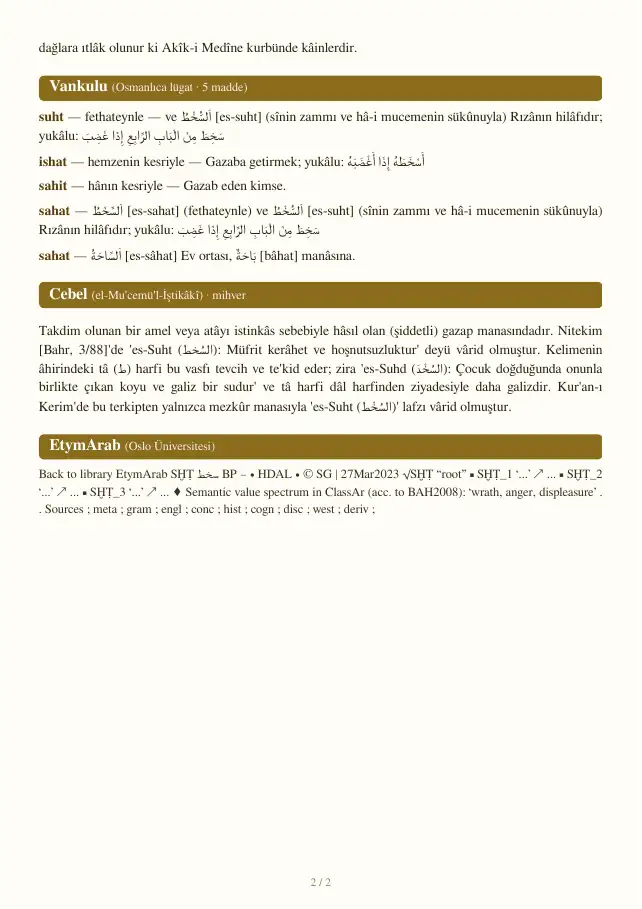 dağlara ıtlâk olunur ki Akîk-i Medîne kurbünde kâinlerdir.
Vankulu (Osmanlıca lügat · 5 madde)
suht — fethateynle — ve اَلسُّخْطُ [es-suht] (sînin zammı ve hâ-i mucemenin sükûnuyla) Rızânın hilâfıdır;
yukâlu: سَخِطَ مِنَ الْبَابِ الرَّابِعِ إِذَا غَضِبَ
ishat — hemzenin kesriyle — Gazaba getirmek; yukâlu: أَسْخَطَهُ إِذَا أَغْضَبَهُ
sahit — hânın kesriyle — Gazab eden kimse.
sahat — اَلسَّخَطُ [es-sahat] (fethateynle) ve اَلسُّخْطُ [es-suht] (sînin zammı ve hâ-i mucemenin sükûnuyla)
Rızânın hilâfıdır; yukâlu: سَخِطَ مِنَ الْبَابِ الرَّابِعِ إِذَا غَضِبَ
sahat — اَلسَّاحَةُ [es-sâhat] Ev ortası, بَاحَةٌ [bâhat] manâsına.
Cebel (el-Mu'cemü'l-İştikâkî) · mihver
Takdim olunan bir amel veya atâyı istinkâs sebebiyle hâsıl olan (şiddetli) gazap manasındadır. Nitekim
[Bahr, 3/88]'de 'es-Suht (السُخط): Müfrit kerâhet ve hoşnutsuzluktur' deyü vârid olmuştur. Kelimenin
âhirindeki tâ (ط) harfi bu vasfı tevcih ve te'kid eder; zira 'es-Suhd (السُخْد): Çocuk doğduğunda onunla
birlikte çıkan koyu ve galiz bir sudur' ve tâ harfi dâl harfinden ziyadesiyle daha galizdir. Kur'an-ı
Kerim'de bu terkipten yalnızca mezkûr manasıyla 'es-Suht (السُخْط)' lafzı vârid olmuştur.
EtymArab (Oslo Üniversitesi)
Back to library EtymArab SḪṬ سخط BP – • HDAL • © SG | 27Mar2023 √SḪṬ “root” ▪ SḪṬ_1 ‘...’ ↗ ... ▪ SḪṬ_2
‘...’ ↗ ... ▪ SḪṬ_3 ‘...’ ↗ ... ♦ Semantic value spectrum in ClassAr (acc. to BAH2008): ‘wrath, anger, displeasure’ .
. Sources ; meta ; gram ; engl ; conc ; hist ; cogn ; disc ; west ; deriv ;
2 / 2